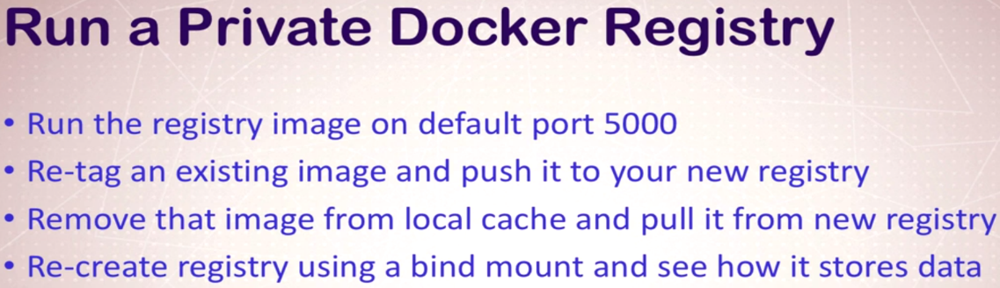 Run a Private Docker Registry
• Run the registry image on default port 5000
• Re-tag an existing image and push it to your new registry
• Remove that image from local cache and pull it from new registry
• Re-create registry using a bind mount and see how it stores data